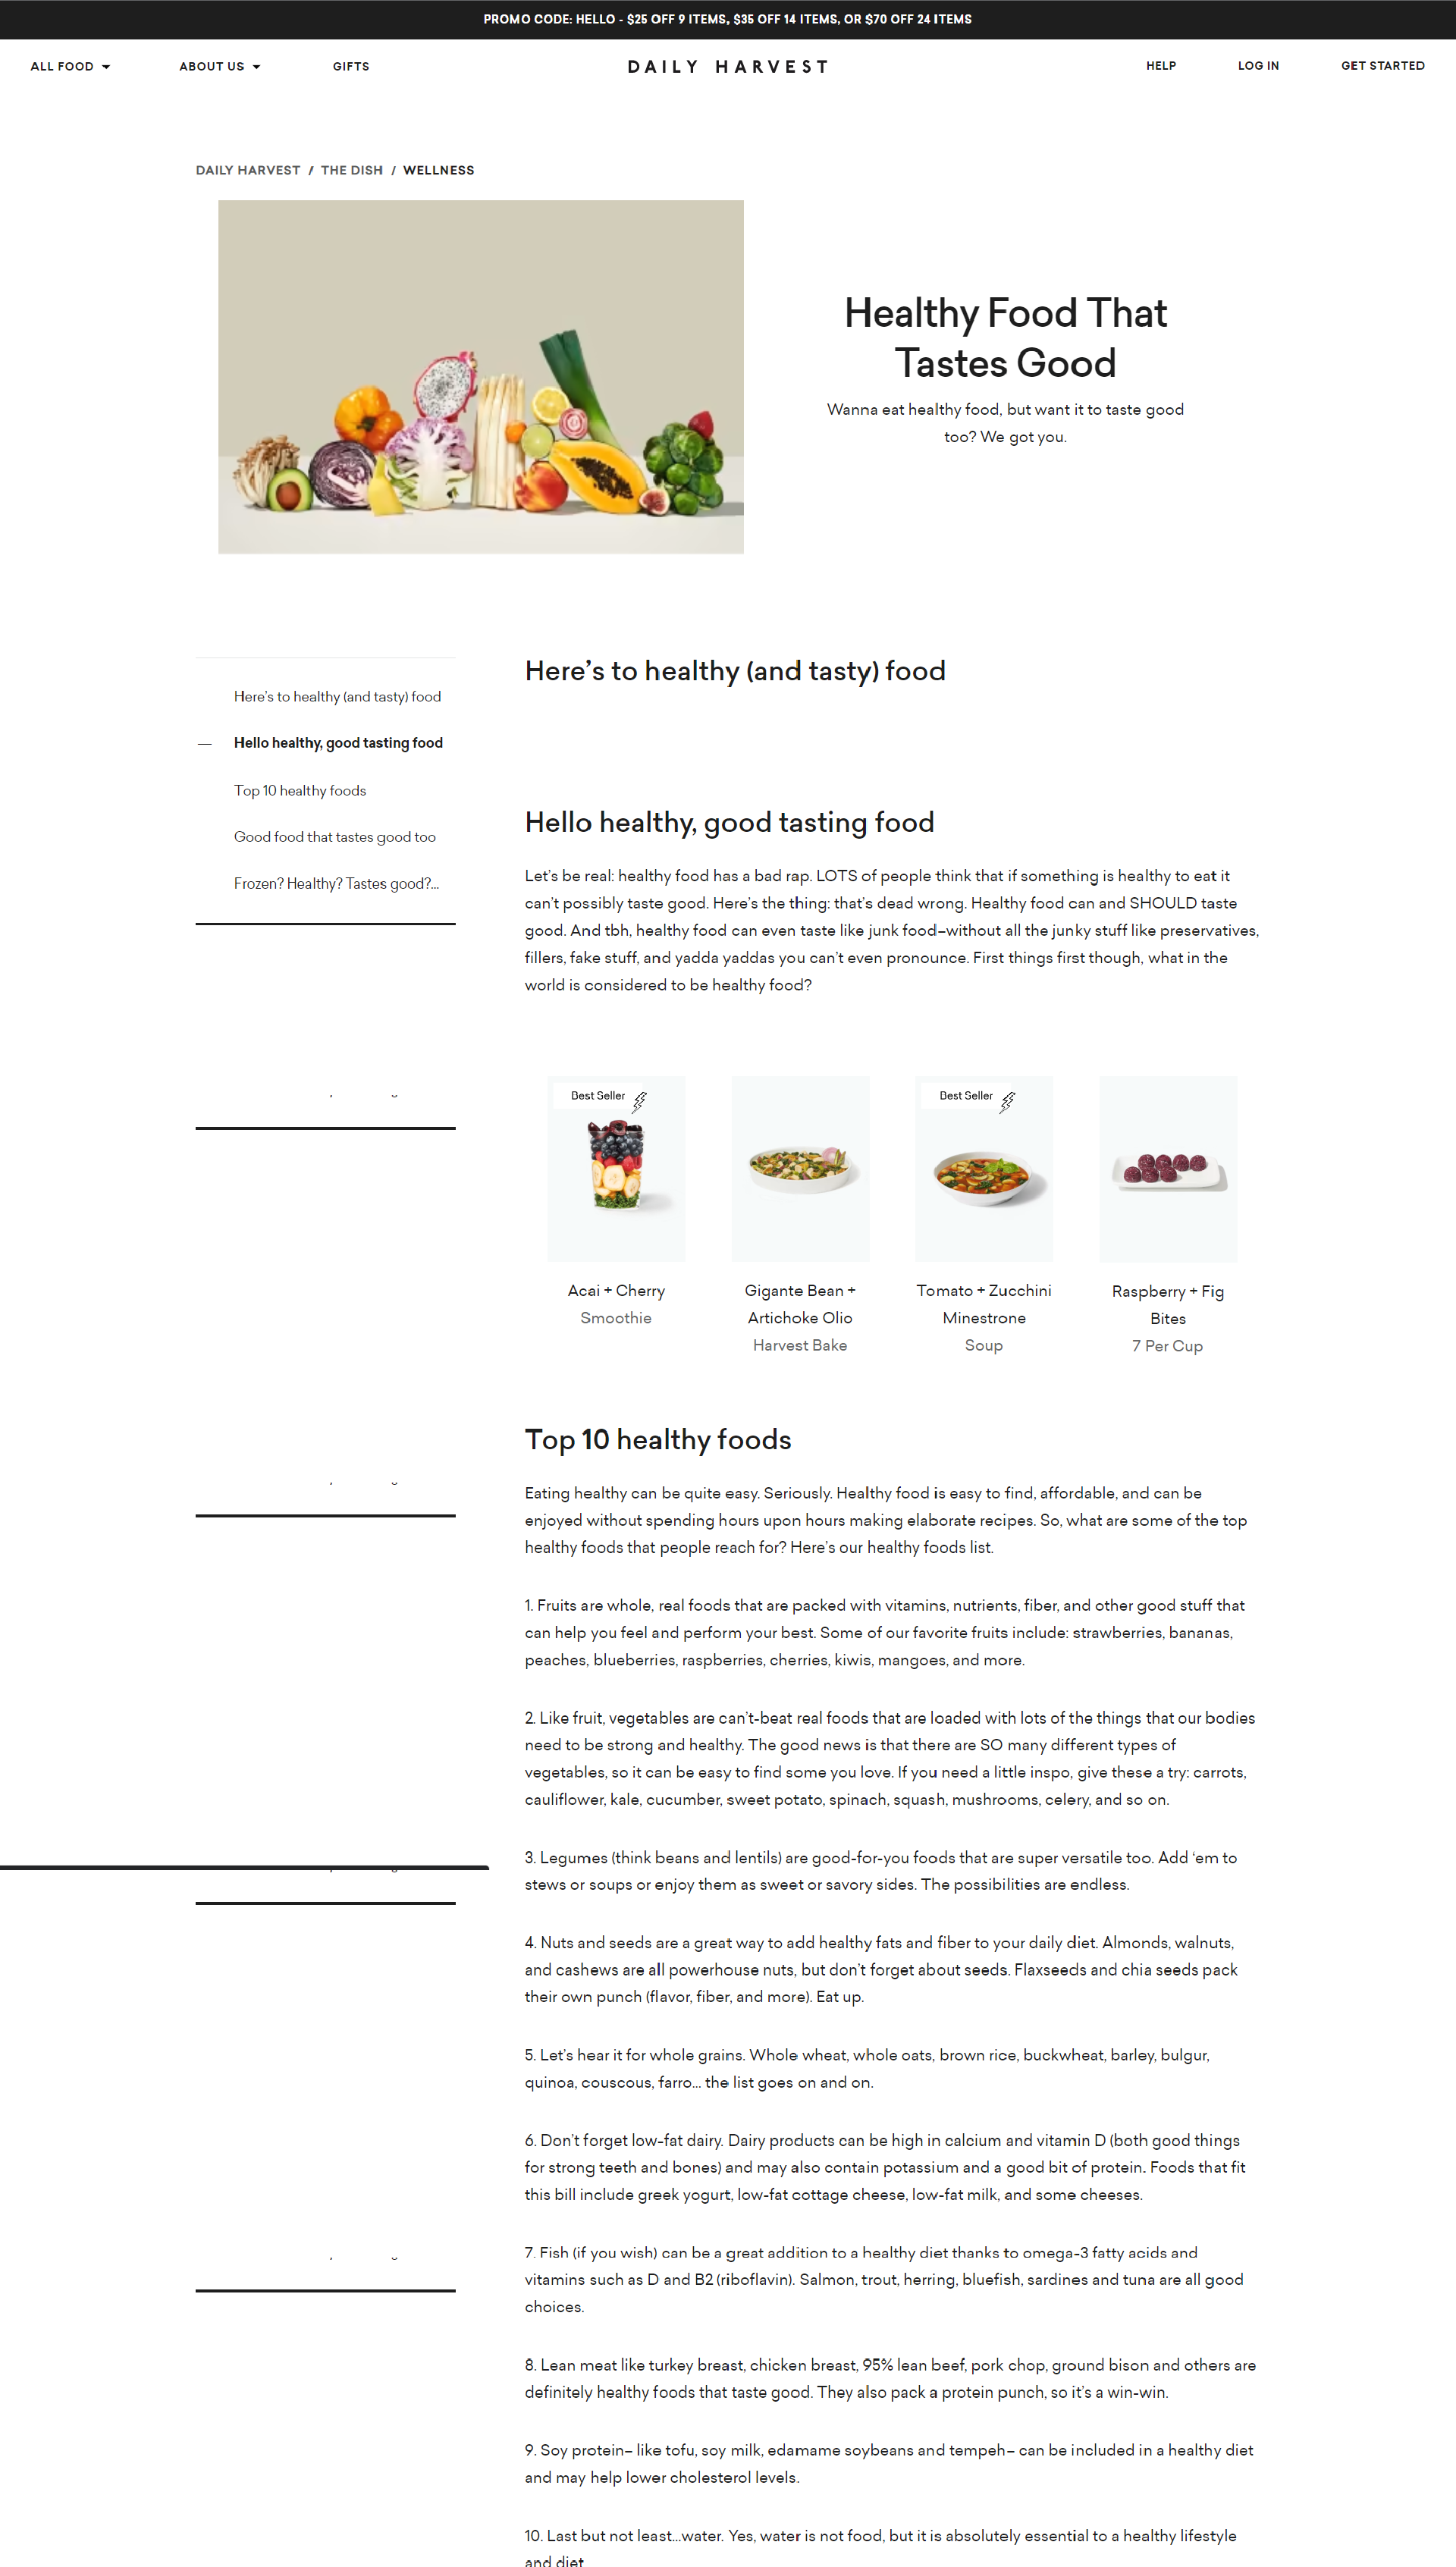 PROMO CODE: HELLO - $25 OFF 9 ITEMS, $35 OFF 14 ITEMS, OR $70 OFF 24 ITEMS
ALL FOOD
ABOUT US
GIFTS
DAILY HARVEST
HELP
LOG IN
GET STARTED
DAILY HARVEST / THE DISH / WELLNESS
Healthy Food That
Tastes Good
Wanna eat healthy food, but want it to taste good
too? We got you.
Here's to healthy (and tasty) food
Hello healthy, good tasting food
Top 10 healthy foods
Good food that tastes good too
Frozen? Healthy? Tastes good?...
Here's to healthy (and tasty) food
Hello healthy, good tasting food
Let's be real: healthy food has a bad rap. LOTS of people think that if something is healthy to eat it
can't possibly taste good. Here's the thing: that's dead wrong. Healthy food can and SHOULD taste
good. And tbh, healthy food can even taste like junk food–without all the junky stuff like preservatives,
fillers, fake stuff, and yadda yaddas you can't even pronounce. First things first though, what in the
world is considered to be healthy food?
Best Seller
Best Seller
Acai + Cherry
Smoothie
Gigante Bean +
Artichoke Olio
Harvest Bake
Tomato + Zucchini
Minestrone
Soup
Raspberry + Fig
Bites
7 Per Cup
Top 10 healthy foods
Eating healthy can be quite easy. Seriously. Healthy food is easy to find, affordable, and can be
enjoyed without spending hours upon hours making elaborate recipes. So, what are some of the top
healthy foods that people reach for? Here's our healthy foods list.
1. Fruits are whole, real foods that are packed with vitamins, nutrients, fiber, and other good stuff that
can help you feel and perform your best. Some of our favorite fruits include: strawberries, bananas,
peaches, blueberries, raspberries, cherries, kiwis, mangoes, and more.
2. Like fruit, vegetables are can't-beat real foods that are loaded with lots of the things that our bodies
need to be strong and healthy. The good news is that there are SO many different types of
vegetables, so it can be easy to find some you love. If you need a little inspo, give these a try: carrots,
cauliflower, kale, cucumber, sweet potato, spinach, squash, mushrooms, celery, and so on.
3. Legumes (think beans and lentils) are good-for-you foods that are super versatile too. Add 'em to
stews or soups or enjoy them as sweet or savory sides. The possibilities are endless.
4. Nuts and seeds are a great way to add healthy fats and fiber to your daily diet. Almonds, walnuts,
and cashews are all powerhouse nuts, but don't forget about seeds. Flaxseeds and chia seeds pack
their own punch (flavor, fiber, and more). Eat up.
5. Let's hear it for whole grains. Whole wheat, whole oats, brown rice, buckwheat, barley, bulgur,
quinoa, couscous, farro... the list goes on and on.
6. Don't forget low-fat dairy. Dairy products can be high in calcium and vitamin D (both good things
for strong teeth and bones) and may also contain potassium and a good bit of protein. Foods that fit
this bill include greek yogurt, low-fat cottage cheese, low-fat milk, and some cheeses.
7. Fish (if you wish) can be a great addition to a healthy diet thanks to omega-3 fatty acids and
vitamins such as D and B2 (riboflavin). Salmon, trout, herring, bluefish, sardines and tuna are all good
choices.
8. Lean meat like turkey breast, chicken breast, 95% lean beef, pork chop, ground bison and others are
definitely healthy foods that taste good. They also pack a protein punch, so it's a win-win.
9. Soy protein– like tofu, soy milk, edamame soybeans and tempeh– can be included in a healthy diet
and may help lower cholesterol levels.
10. Last but not least...water. Yes, water is not food, but it is absolutely essential to a healthy lifestyle
and diet